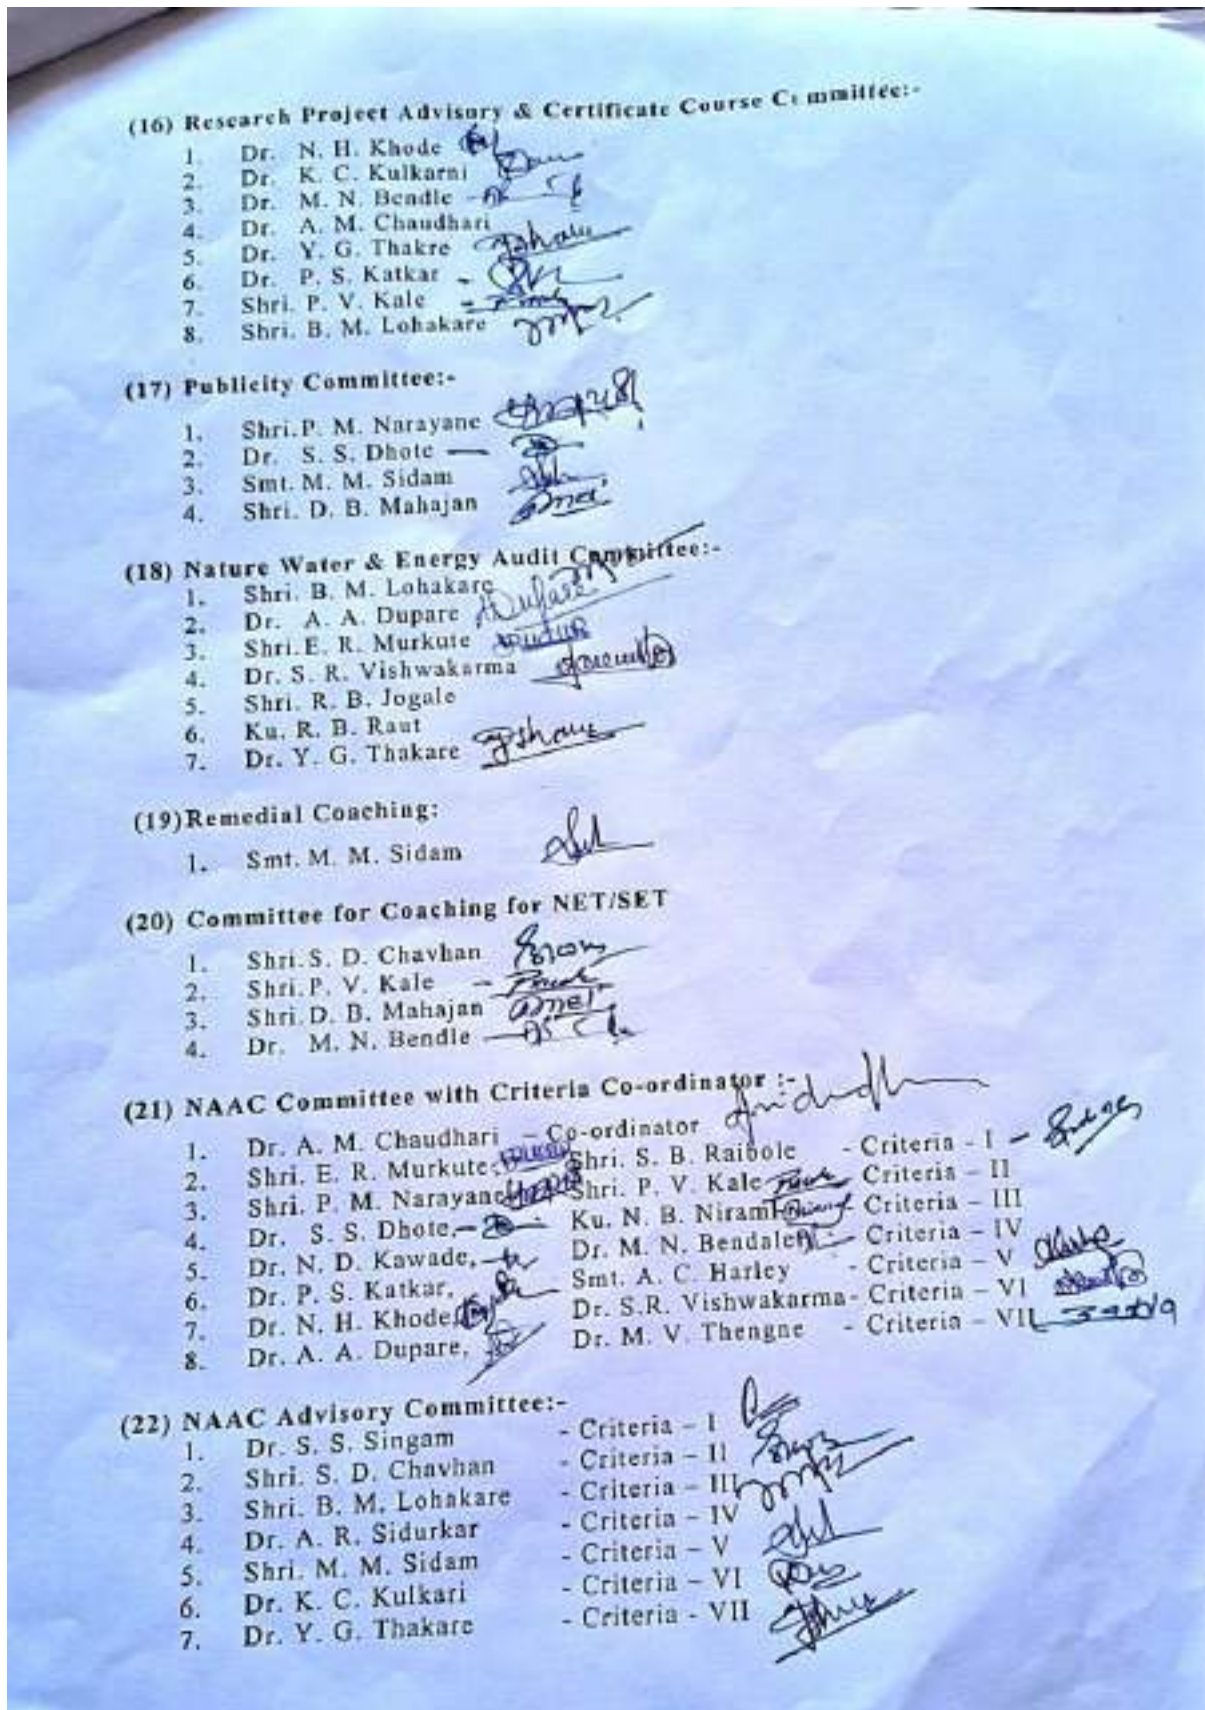 (16) Research Project Advisory & Certificate Course Committee:-
1. Dr. N. H. Khode
2. Dr. K. C. Kulkarni
3. Dr. M. N. Bendle
4. Dr. A. M. Chaudhari
5. Dr. Y. G. Thakre
6. Dr. P. S. Katkar -
7. Shri. P. V. Kale -
8. Shri. B. M. Lohakare
(17) Publicity Committee:-
1. Shri. P. M. Narayane
2. Dr. S. S. Dhote —
3. Smt. M. M. Sidam
4. Shri. D. B. Mahajan
(18) Nature Water & Energy Audit Committee:-
1. Shri. B. M. Lohakare
2. Dr. A. A. Dupare Dupare
3. Shri. E. R. Murkute
4. Dr. S. R. Vishwakarma
5. Shri. R. B. Jogale
6. Ku. R. B. Raut
7. Dr. Y. G. Thakare
(19) Remedial Coaching:
1. Smt. M. M. Sidam
(20) Committee for Coaching for NET/SET
1. Shri. S. D. Chavhan
2. Shri. P. V. Kale -
3. Shri. D. B. Mahajan
4. Dr. M. N. Bendle
(21) NAAC Committee with Criteria Co-ordinator :-
1. Dr. A. M. Chaudhari – Co-ordinator
2. Shri. E. R. Murkute, Shri. S. B. Raibole - Criteria - I -
3. Shri. P. M. Narayane, Shri. P. V. Kale - Criteria – II
4. Dr. S. S. Dhote, Ku. N. B. Niraml - Criteria – III
5. Dr. N. D. Kawade, Dr. M. N. Bendale - Criteria – IV
6. Dr. P. S. Katkar, Smt. A. C. Harley - Criteria – V
7. Dr. N. H. Khode, Dr. S.R. Vishwakarma - Criteria – VI
8. Dr. A. A. Dupare, Dr. M. V. Thengne - Criteria – VII
(22) NAAC Advisory Committee:-
1. Dr. S. S. Singam - Criteria – I
2. Shri. S. D. Chavhan - Criteria – II
3. Shri. B. M. Lohakare - Criteria – III
4. Dr. A. R. Sidurkar - Criteria – IV
5. Shri. M. M. Sidam - Criteria – V
6. Dr. K. C. Kulkari - Criteria – VI
7. Dr. Y. G. Thakare - Criteria - VII